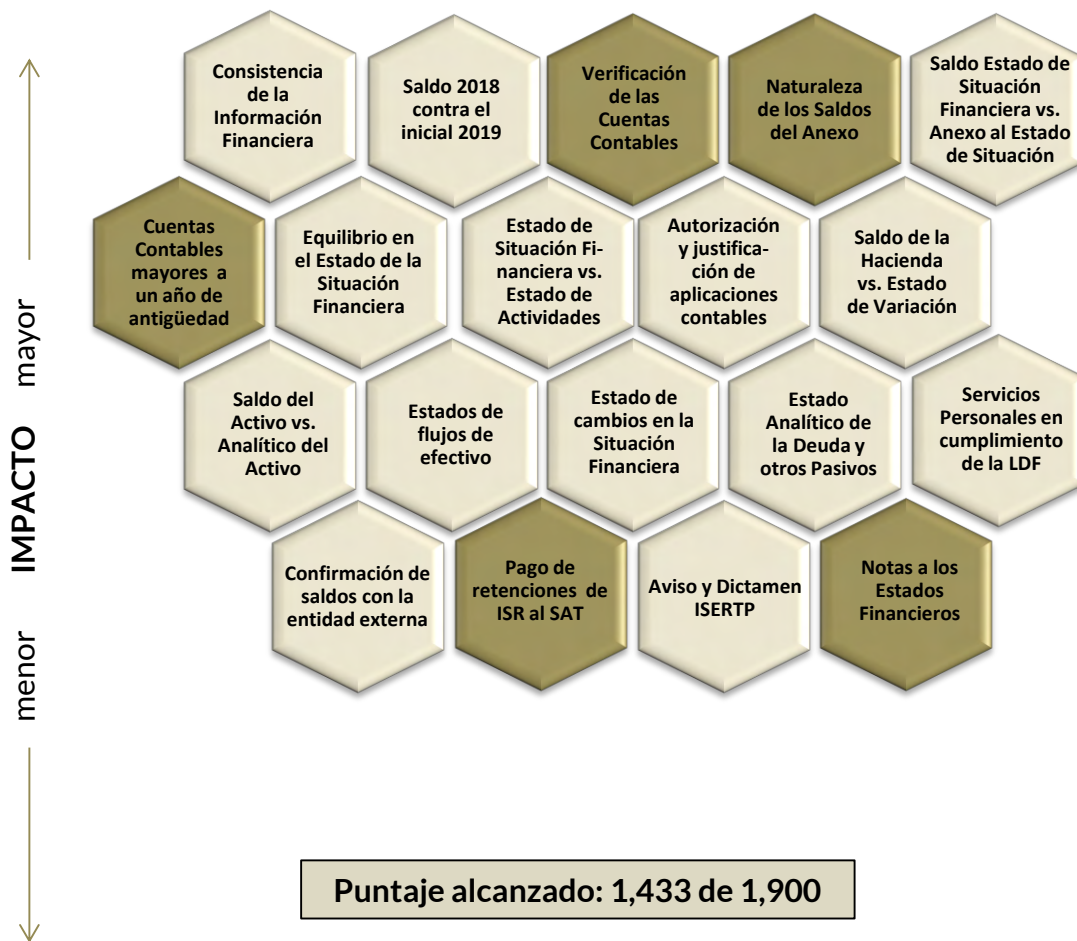 Consistencia
de la
Información
Financiera
Saldo 2018
contra el
inicial 2019
Verificación
de las
Cuentas
Contables
Naturaleza
de los Saldos
del Anexo
Saldo Estado de
Situación
Financiera vs.
Anexo al Estado
de Situación
Cuentas
Contables
mayores a
un año de
antigüedad
Equilibrio en
el Estado de la
Situación
Financiera
Estado de
Situación Fi-
nanciera vs.
Estado de
Actividades
Autorización
y justifica-
ción de
aplicaciones
contables
Saldo de la
Hacienda
vs. Estado
de Variación
Saldo del
Activo vs.
Analítico del
Activo
Estados de
flujos de
efectivo
Estado de
cambios en la
Situación
Financiera
Estado
Analítico de
la Deuda y
otros Pasivos
Servicios
Personales en
cumplimiento
de la LDF
Confirmación de
saldos con la
entidad externa
Pago de
retenciones de
ISR al SAT
Aviso y Dictamen
ISERTP
Notas a los
Estados
Financieros
menor IMPACTO mayor
Puntaje alcanzado: 1,433 de 1,900